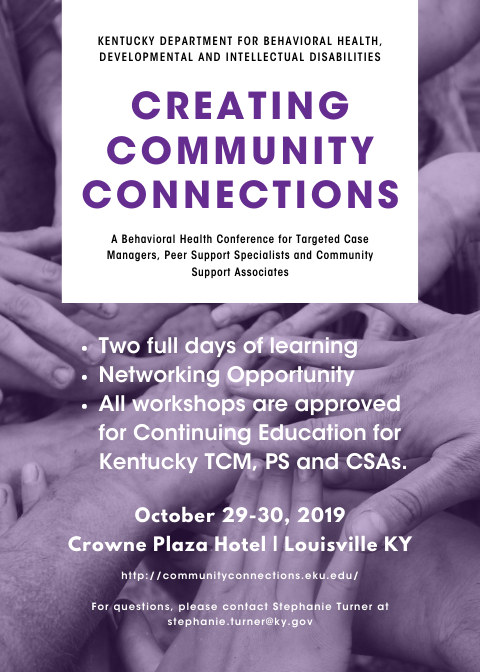 KENTUCKY DEPARTMENT FOR BEHAVIORAL HEALTH,
DEVELOPMENTAL AND INTELLECTUAL DISABILITIES
CREATING
COMMUNITY
CONNECTIONS
A Behavioral Health Conference for Targeted Case
Managers, Peer Support Specialists and Community
Support Associates
• Two full days of learning
• Networking Opportunity
• All workshops are approved
for Continuing Education for
Kentucky TCM, PS and CSAs.
October 29-30, 2019
Crowne Plaza Hotel | Louisville KY
http://communityconnections.eku.edu/
For questions, please contact Stephanie Turner at
stephanie.turner@ky.gov